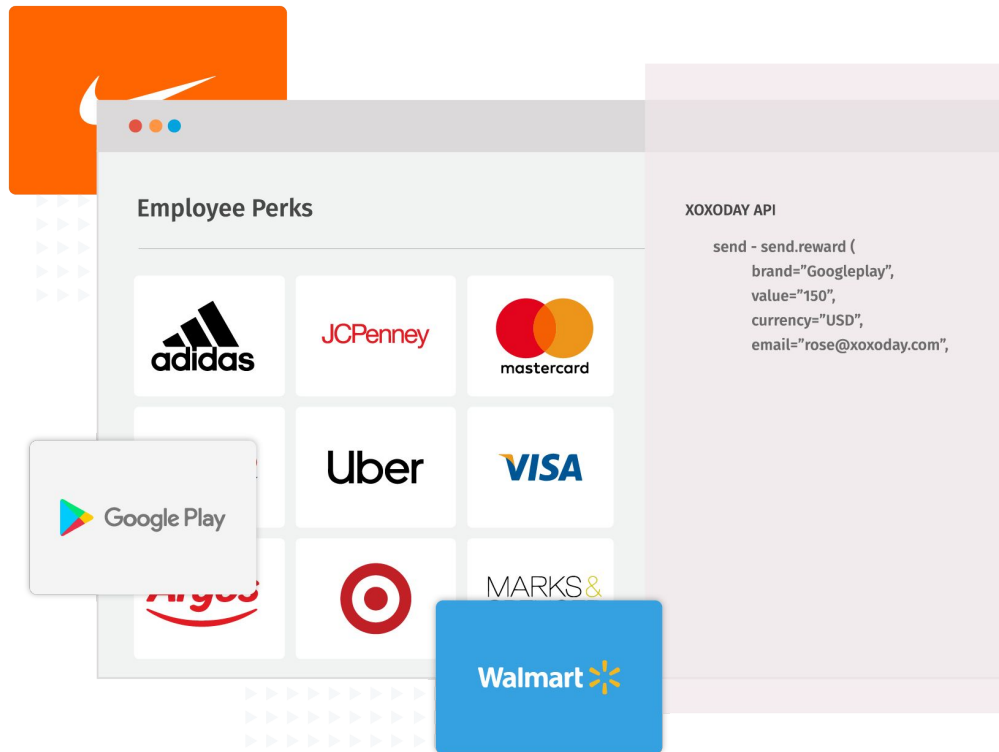 Employee Perks
adidas
JCPenney
mastercard
Uber
VISA
Google Play
Argos
MARKS &
Walmart
XOXODAY API
send - send.reward (
brand=”Googleplay”,
value=”150”,
currency=”USD”,
email=”rose@xoxoday.com”,